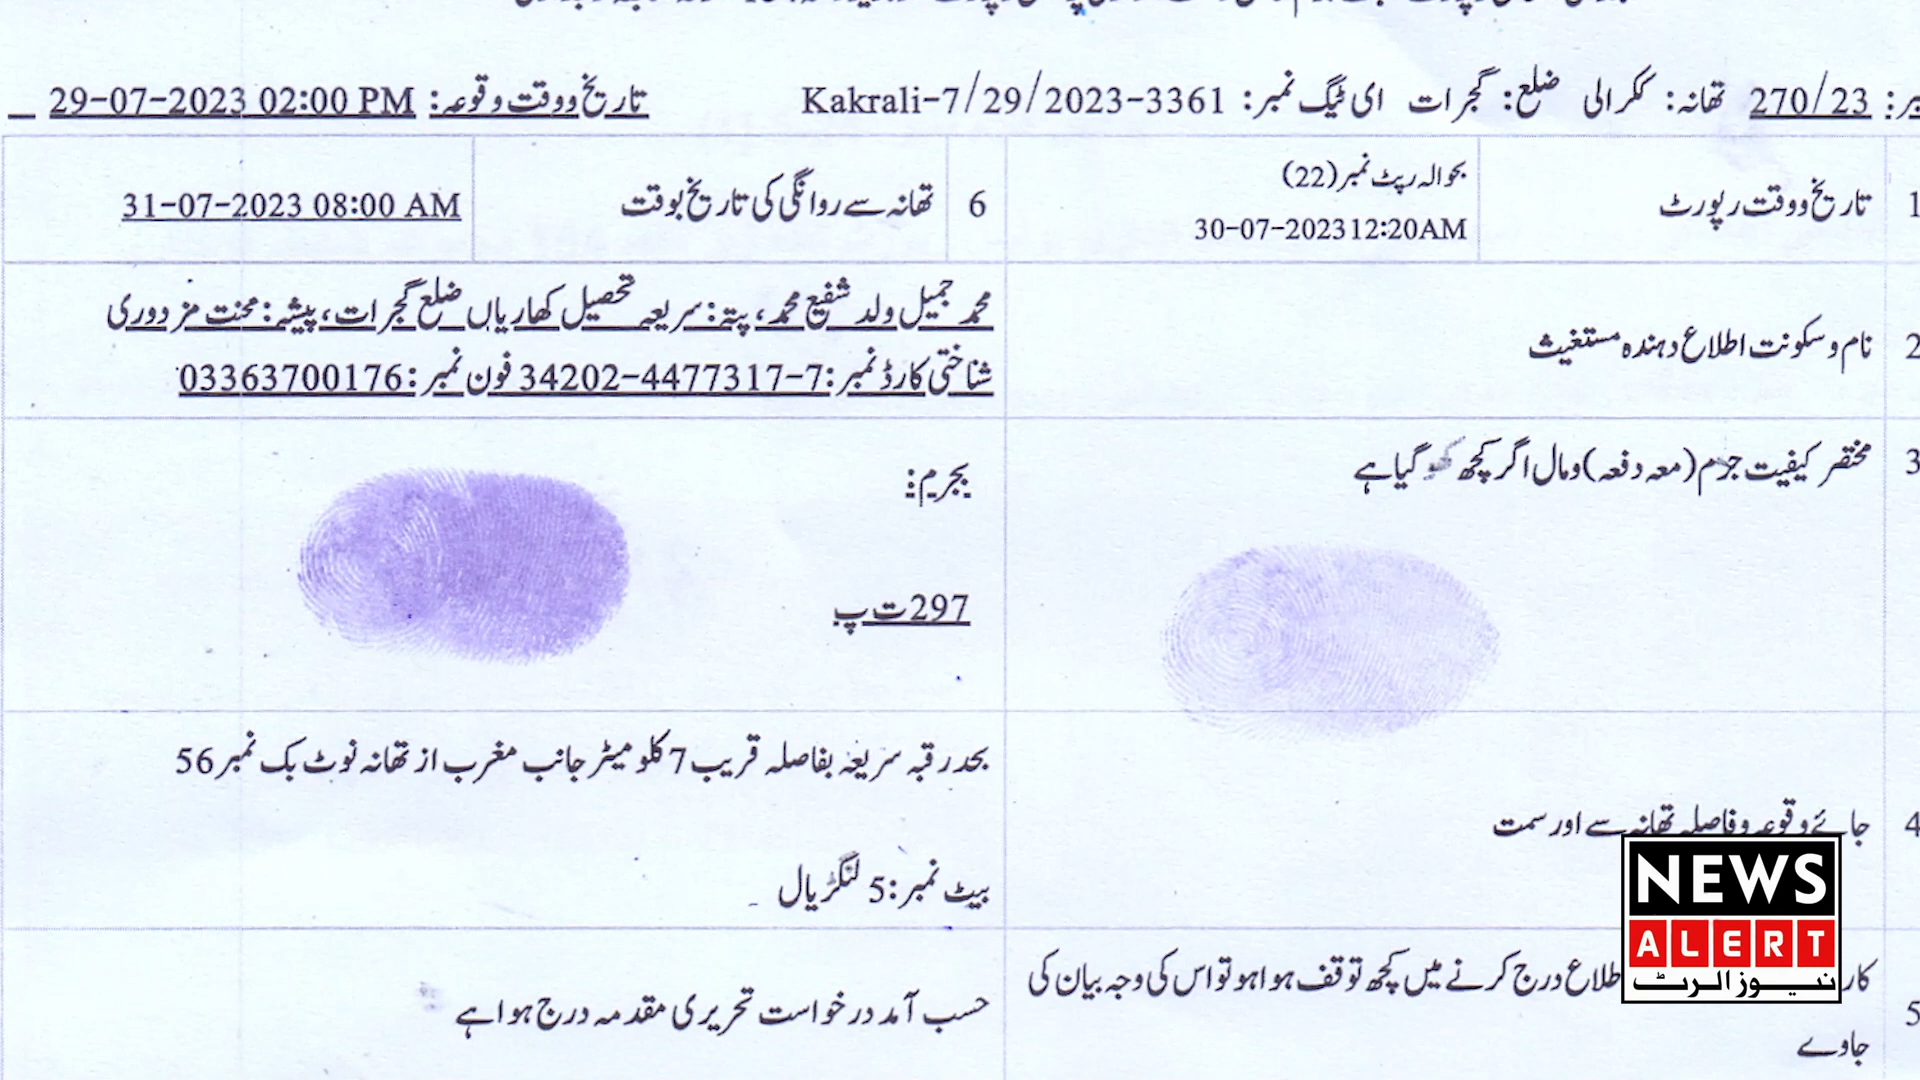 نمبر: 270/23 تھانہ: ککرالی ضلع: گجرات ای ٹیگ نمبر: Kakrali-7/29/2023-3361 تاریخ ووقت وقوعہ: 29-07-2023 02:00 PM
1 تاریخ ووقت رپورٹ
بحوالہ رپٹ نمبر(22)
30-07-2023 12:20AM
6 تھانہ سے روانگی کی تاریخ بوقت
31-07-2023 08:00 AM
2 نام و سکونت اطلاع دہندہ مستغیث
محمد جمیل ولد شفیع محمد، پتہ: سریعہ تحصیل کھاریاں ضلع گجرات، پیشہ: محنت مزدوری
شناختی کارڈ نمبر: 34202-4477317-7 فون نمبر: 03363700176
3 مختصر کیفیت جرم (معہ دفعہ) ومال اگر کچھ کھو گیا ہے
بجرم:
297 ت پ
4 جائے وقوعہ وفاصلہ تھانہ سے اور سمت
بحد رقبہ سریعہ بفاصلہ قریب 7 کلو میٹر جانب مغرب از تھانہ نوٹ بک نمبر 56
بیٹ نمبر: 5 لنگڑیال
5 طلاع درج کرنے میں کچھ توقف ہوا ہو تو اس کی وجہ بیان کی
جاوے
حسب آمد درخواست تحریری مقدمہ درج ہوا ہے
NEWS
ALERT
نیوز الرٹ